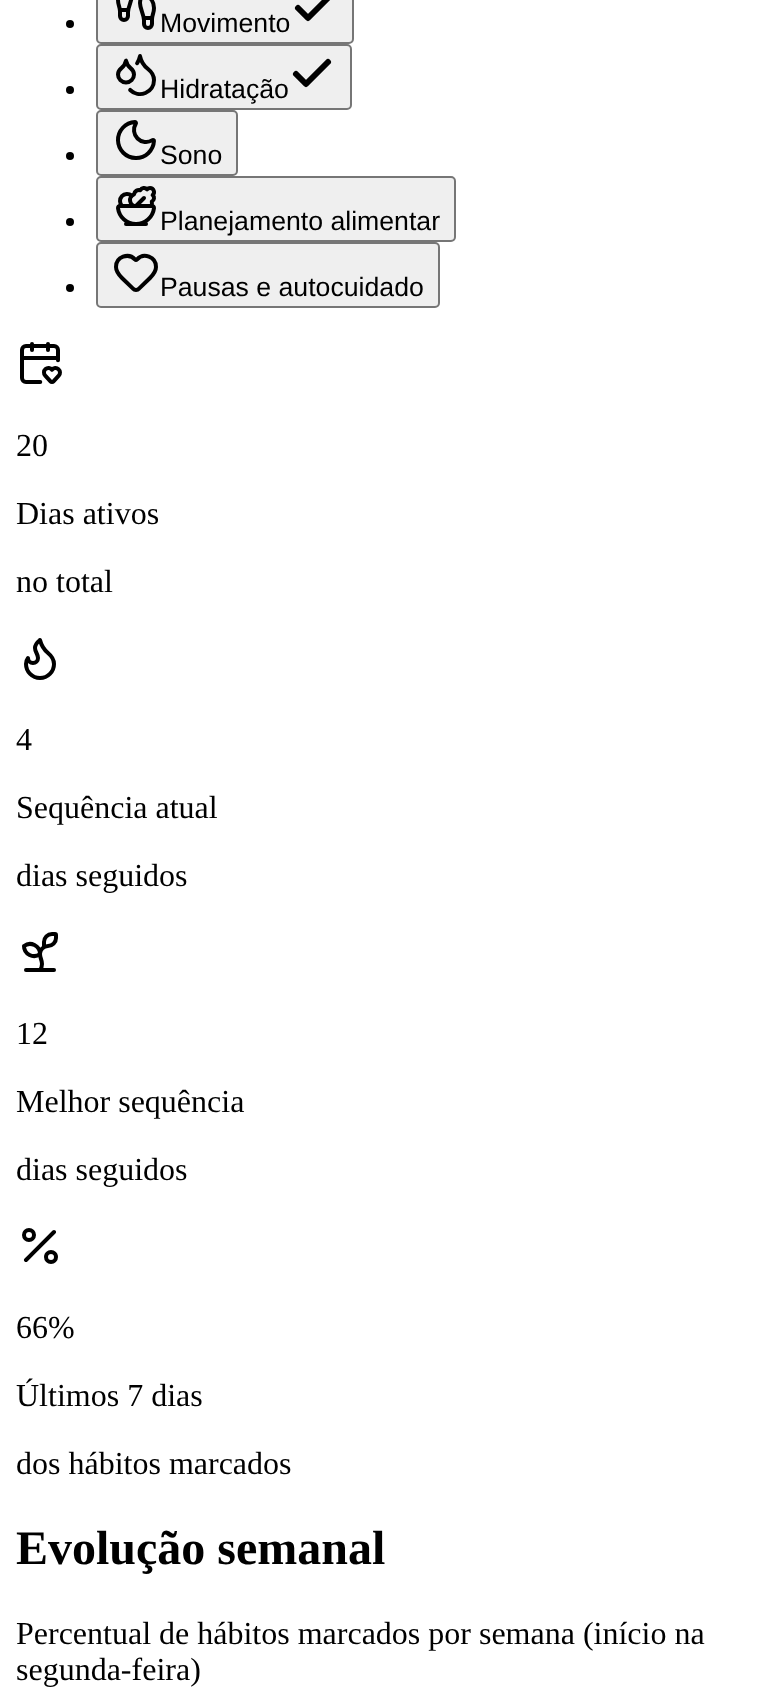 Movimento
Hidratação
Sono
Planejamento alimentar
Pausas e autocuidado
20
Dias ativos
no total
4
Sequência atual
dias seguidos
12
Melhor sequência
dias seguidos
66%
Últimos 7 dias
dos hábitos marcados
Evolução semanal
Percentual de hábitos marcados por semana (início na
segunda-feira)